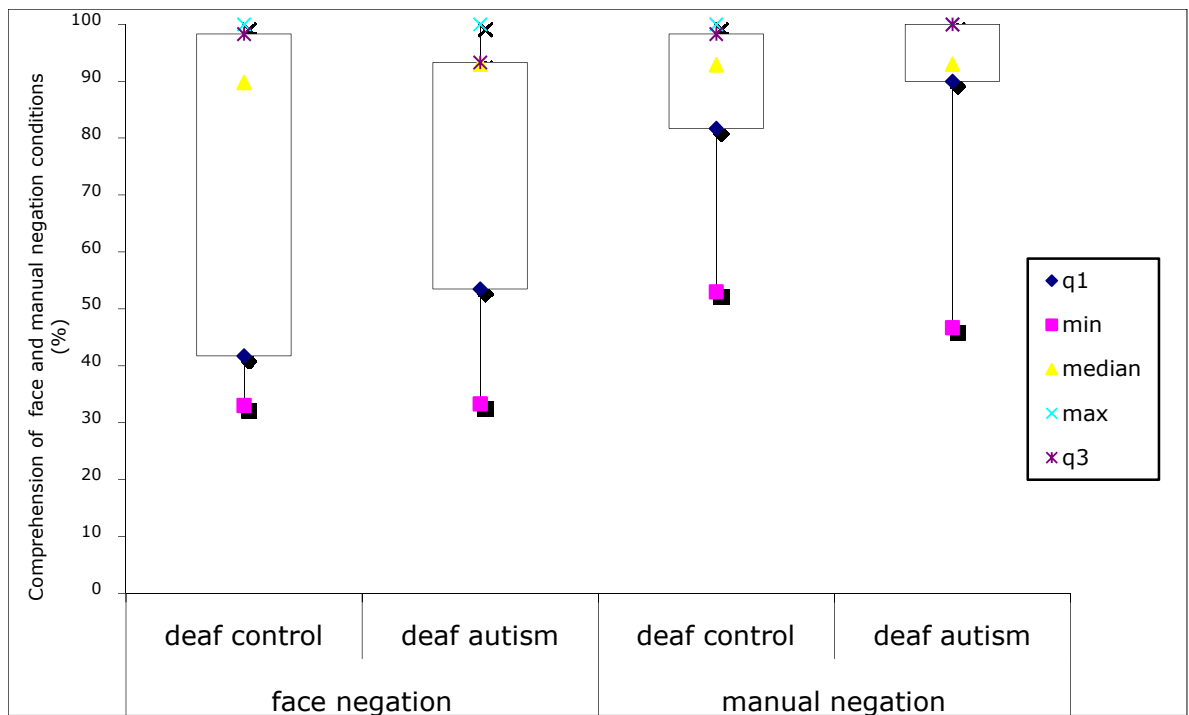 Comprehension of face and manual negation conditions
(%)
100
90
80
70
60
50
40
30
20
10
0
deaf control
deaf autism
deaf control
deaf autism
face negation
manual negation
q1
min
median
max
q3